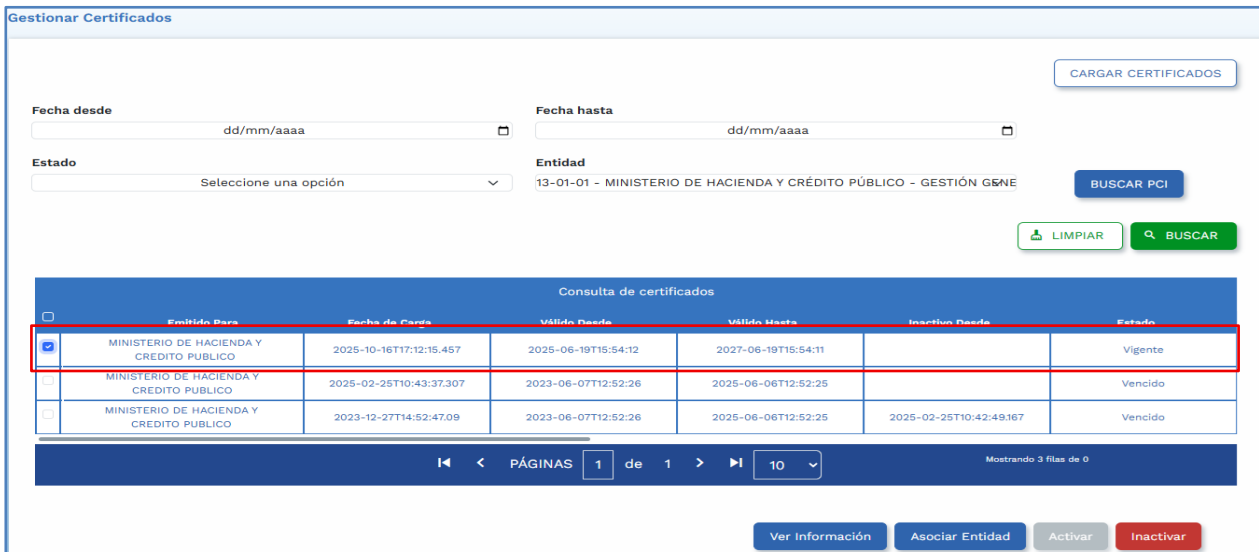 Gestionar Certificados
CARGAR CERTIFICADOS
Fecha desde
Fecha hasta
dd/mm/aaaa
dd/mm/aaaa
Estado
Entidad
Seleccione una opción
13-01-01 - MINISTERIO DE HACIENDA Y CRÉDITO PÚBLICO - GESTIÓN GENE
BUSCAR PCI
LIMPIAR
BUSCAR
Consulta de certificados
Emitido Para Fecha de Carga Válido Desde Válido Hasta Inactivo Desde Estado
MINISTERIO DE HACIENDA Y
CREDITO PUBLICO
2025-10-16T17:12:15.457 2025-06-19T15:54:12 2027-06-19T15:54:11 Vigente
MINISTERIO DE HACIENDA Y
CREDITO PUBLICO
2025-02-25T10:43:37.307 2023-06-07T12:52:26 2025-06-06T12:52:25 Vencido
MINISTERIO DE HACIENDA Y
CREDITO PUBLICO
2023-12-27T14:52:47.09 2023-06-07T12:52:26 2025-06-06T12:52:25 2025-02-25T10:42:49.167 Vencido
PÁGINAS 1 de 1 10
Mostrando 3 filas de 0
Ver Información Asociar Entidad Activar Inactivar